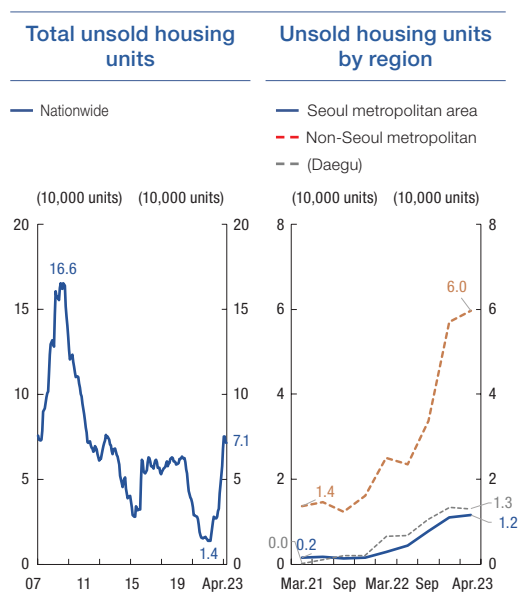 Total unsold housing
units
Nationwide
(10,000 units) (10,000 units)
20 20
16.6
15 15
10 10
7.1
5 5
1.4
0 0
07 11 15 19 Apr.23
Unsold housing units
by region
Seoul metropolitan area
Non-Seoul metropolitan
(Daegu)
(10,000 units) (10,000 units)
8 8
6.0
6 6
4 4
2 2
1.4
1.3
1.2
0.0 0.2
0 0
Mar.21 Sep Mar.22 Sep Apr.23